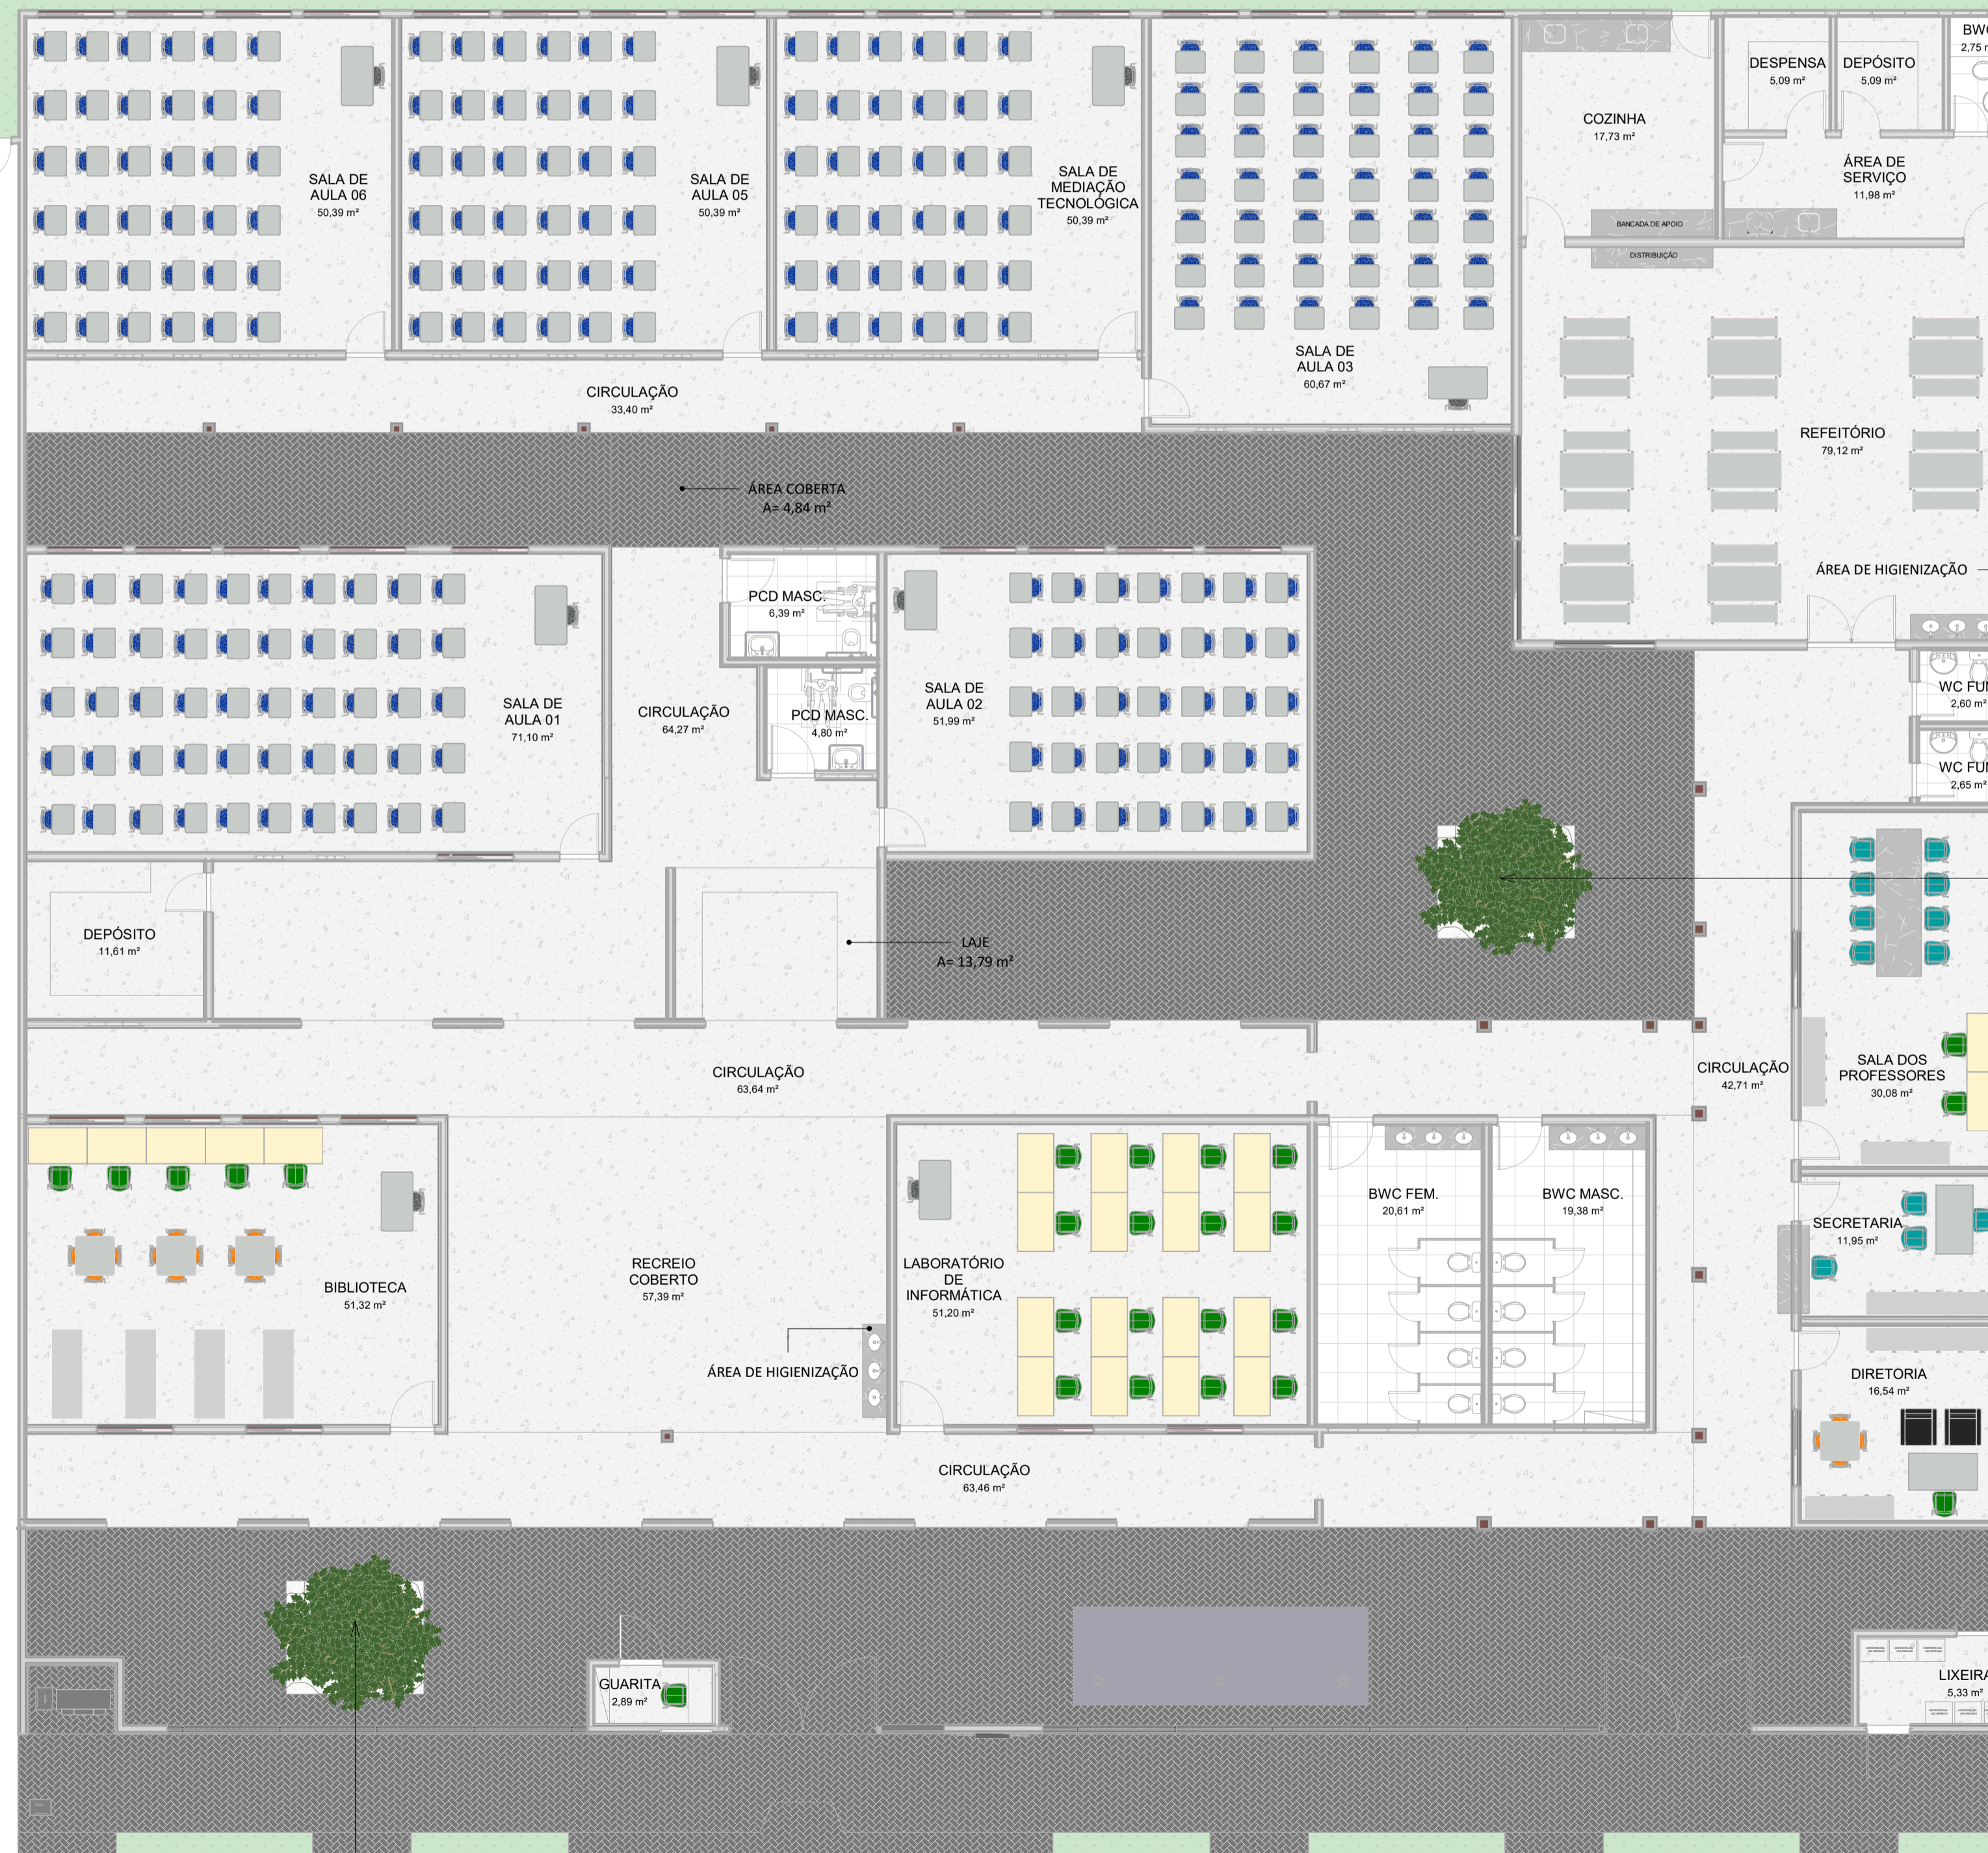 SALA DE
AULA 06
50,39 m²
SALA DE
AULA 05
50,39 m²
SALA DE
MEDIAÇÃO
TECNOLÓGICA
50,39 m²
SALA DE
AULA 03
60,67 m²
COZINHA
17,73 m²
DESPENSA
5,09 m²
DEPÓSITO
5,09 m²
2,75
ÁREA DE
SERVIÇO
11,98 m²
BANCADA DE APOIO
DISTRIBUIÇÃO
CIRCULAÇÃO
33,40 m²
REFEITÓRIO
79,12 m²
ÁREA COBERTA
A= 4,84 m²
ÁREA DE HIGIENIZAÇÃO
SALA DE
AULA 01
71,10 m²
CIRCULAÇÃO
64,27 m²
PCD MASC.
6,39 m²
PCD MASC.
4,80 m²
SALA DE
AULA 02
51,99 m²
WC FU
2,60 m²
WC FU
2,65 m²
DEPÓSITO
11,61 m²
LAJE
A= 13,79 m²
CIRCULAÇÃO
63,64 m²
CIRCULAÇÃO
42,71 m²
SALA DOS
PROFESSORES
30,08 m²
BIBLIOTECA
51,32 m²
RECREIO
COBERTO
57,39 m²
ÁREA DE HIGIENIZAÇÃO
LABORATÓRIO
DE
INFORMÁTICA
51,20 m²
BWC FEM.
20,61 m²
BWC MASC.
19,38 m²
SECRETARIA
11,95 m²
DIRETORIA
16,54 m²
CIRCULAÇÃO
63,46 m²
GUARITA
2,89 m²
LIXEIRA
5,33 m²